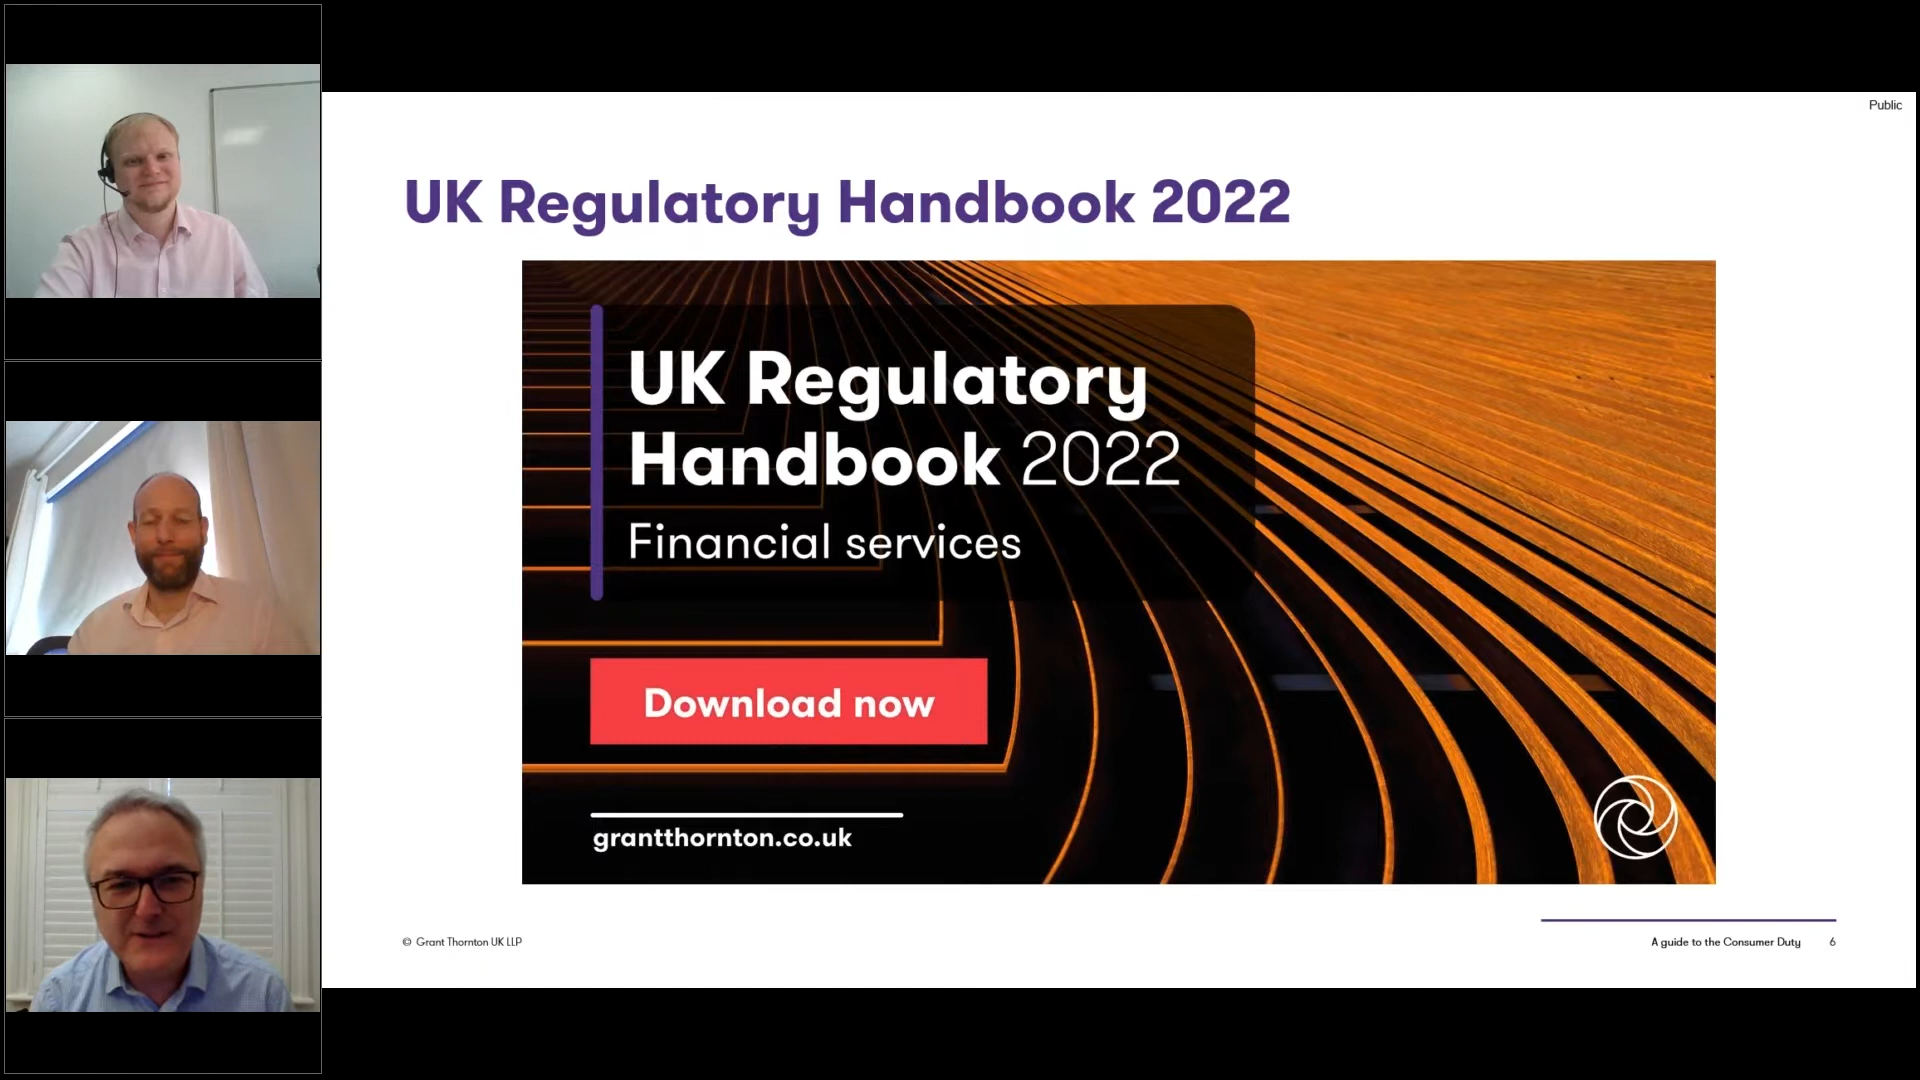 Public
UK Regulatory Handbook 2022
UK Regulatory
Handbook 2022
Financial services
Download now
grantthornton.co.uk
© Grant Thornton UK LLP
A guide to the Consumer Duty 6